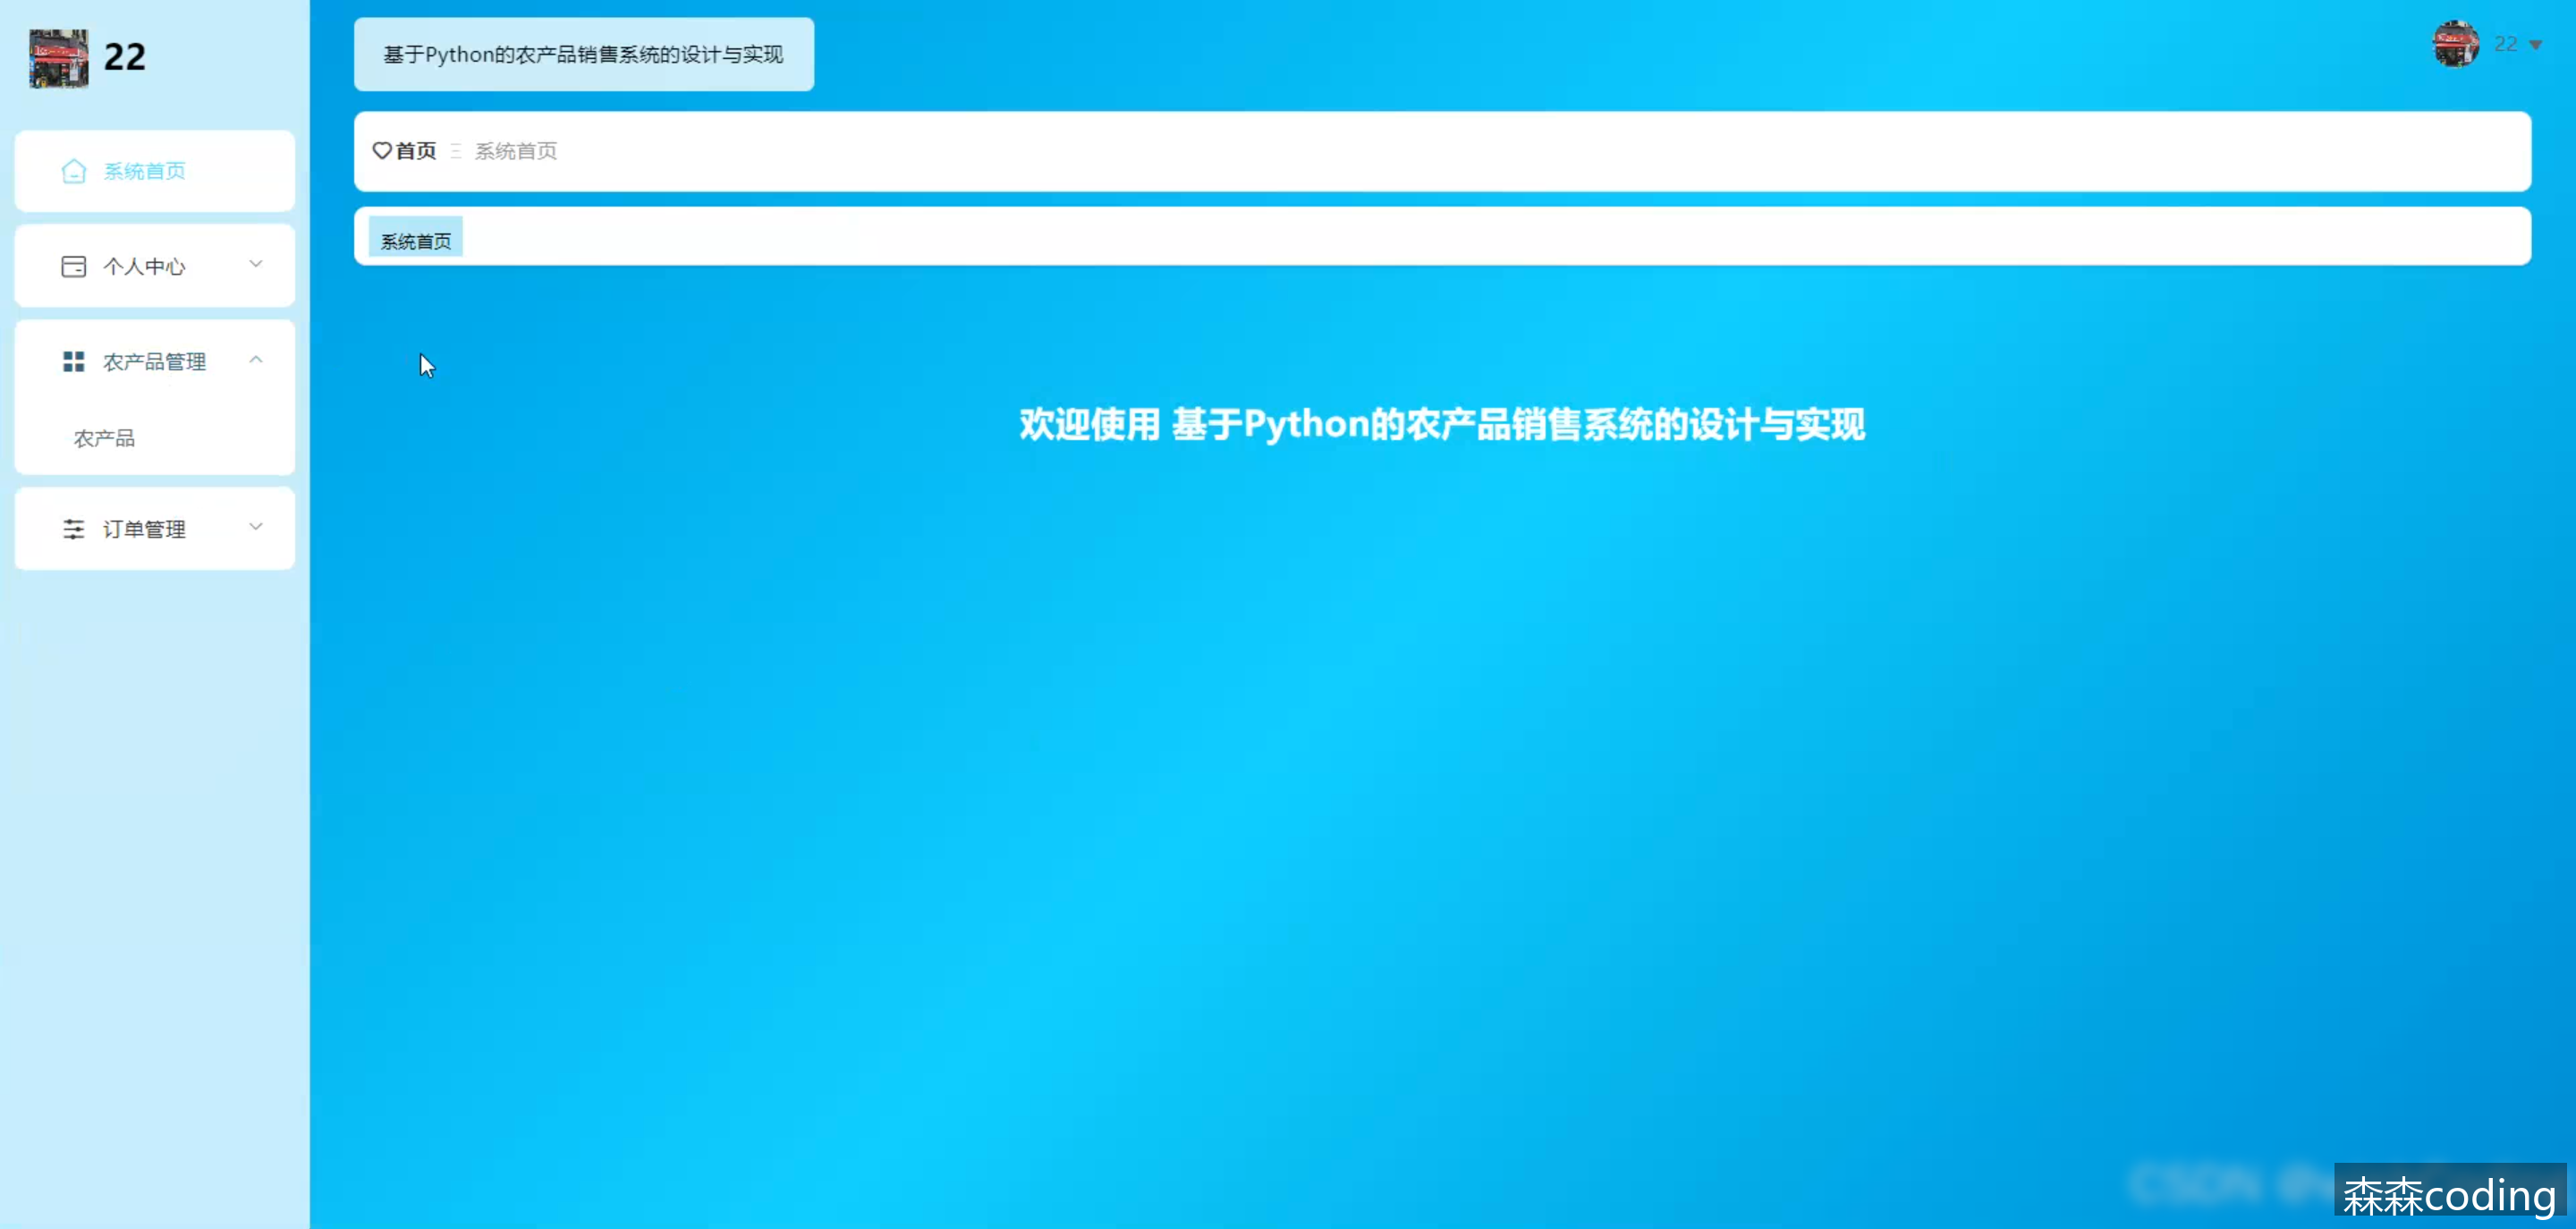 22
系统首页
个人中心
农产品管理
农产品
订单管理
基于Python的农产品销售系统的设计与实现
22
首页 系统首页
系统首页
欢迎使用 基于Python的农产品销售系统的设计与实现
CSDN
森森coding